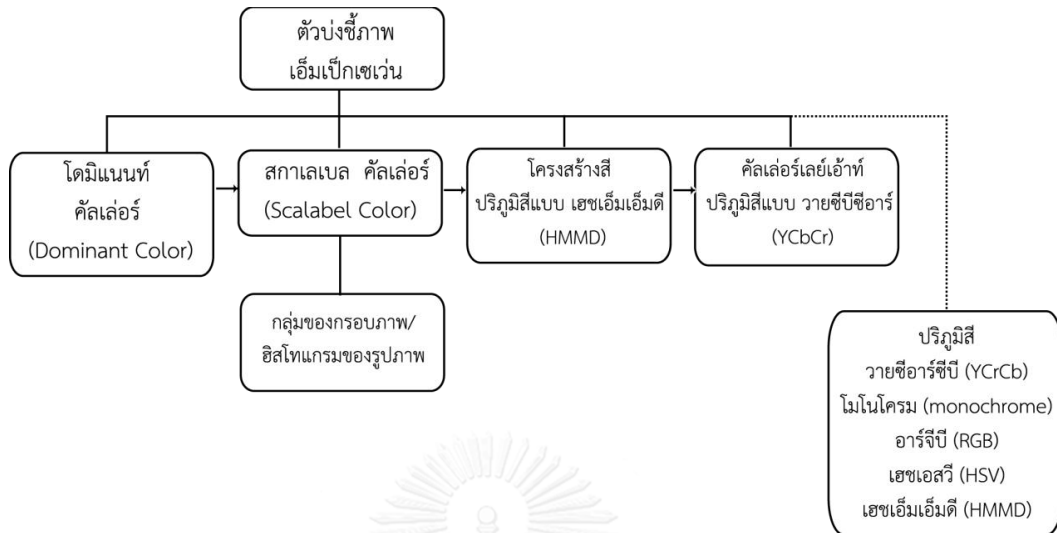 ตัวบ่งชี้ภาพ
เอ็มเป็กเซเว่น
โดมิแนนท์
คัลเล่อร์
(Dominant Color)
สกาเลเบล คัลเล่อร์
(Scalabel Color)
โครงสร้างสี
ปริภูมิสีแบบ เฮชเอ็มเอ็มดี
(HMMD)
คัลเล่อร์เลย์เอ้าท์
ปริภูมิสีแบบ วายซีบีซีอาร์
(YCbCr)
กลุ่มของกรอบภาพ/
ฮิสโทแกรมของรูปภาพ
ปริภูมิสี
วายซีอาร์ซีบี (YCrCb)
โมโนโครม (monochrome)
อาร์จีบี (RGB)
เฮชเอสวี (HSV)
เฮชเอ็มเอ็มดี (HMMD)